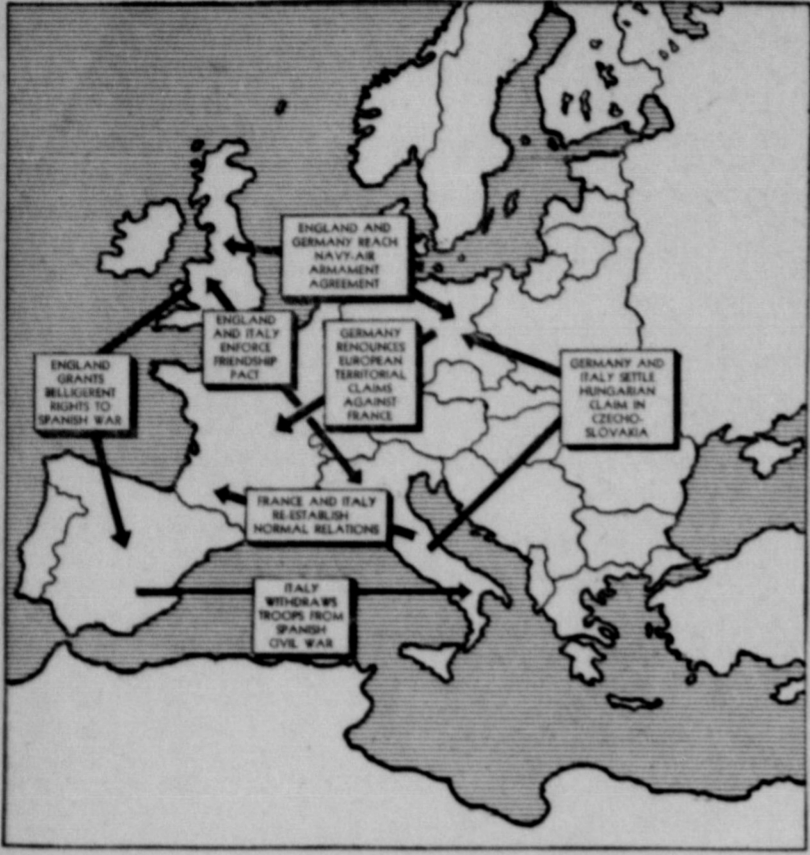 ENGLAND AND
GERMANY REACH
NAVY-AIR
ARMAMENT
AGREEMENT
ENGLAND
AND ITALY
ENFORCE
FRIENDSHIP
PACT
GERMANY
RENOUNCES
EUROPEAN
TERRITORIAL
CLAIMS
AGAINST
FRANCE
ENGLAND
GRANTS
BELLIGERENT
RIGHTS TO
SPANISH WAR
GERMANY AND
ITALY SETTLE
HUNGARIAN
CLAIM IN
CZECHO-
SLOVAKIA
FRANCE AND ITALY
RE-ESTABLISH
NORMAL RELATIONS
ITALY
WITHDRAWS
TROOPS FROM
SPANISH
CIVIL WAR